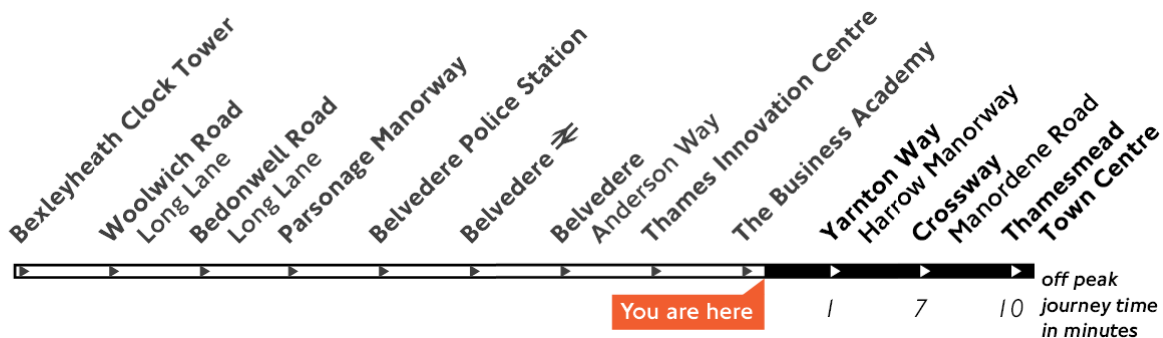 Bexleyheath Clock Tower
Woolwich Road
Long Lane
Bedonwell Road
Long Lane
Parsonage Manorway
Belvedere Police Station
Belvedere
Belvedere
Anderson Way
Thames Innovation Centre
The Business Academy
Yarnton Way
Harrow Manorway
Crossway
Manordene Road
Thamesmead
Town Centre
You are here
1
7
10
off peak
journey time
in minutes